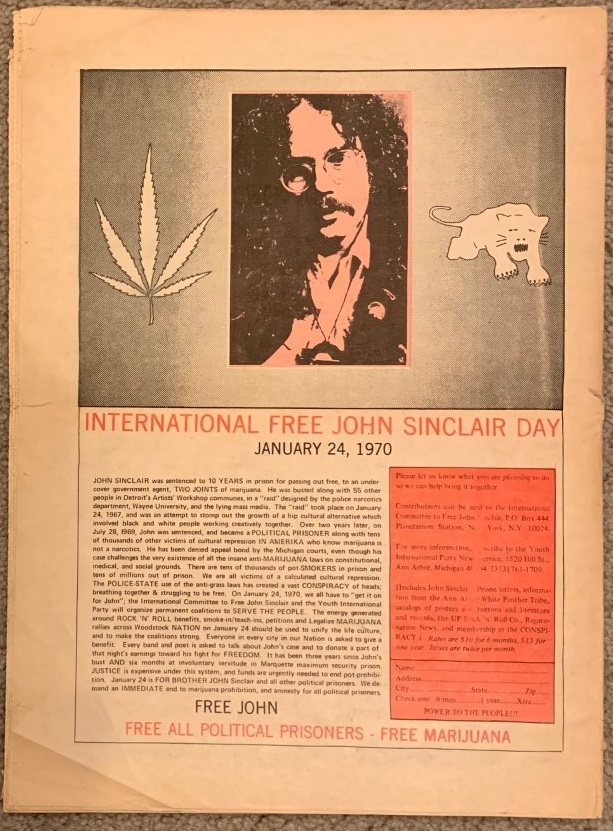 INTERNATIONAL FREE JOHN SINCLAIR DAY
JANUARY 24, 1970
JOHN SINCLAIR was sentenced to 10 YEARS in prison for passing out free, to an under-
cover government agent, TWO JOINTS of marijuana. He was busted along with 55 other
people in Detroit's Artists' Workshop communes, in a "raid" designed by the police narcotics
department, Wayne University, and the lying mass media. The "raid" took place on January
24, 1967, and was an attempt to stomp out the growth of a hip cultural alternative which
involved black and white people working creatively together. Over two years later, on
July 28, 1969, John was sentenced, and became a POLITICAL PRISONER along with tens
of thousands of other victims of cultural repression IN AMERIKA who know marijuana is
not a narcotic. He has been denied appeal bond by the Michigan courts, even though his
case challenges the very existence of all the insane anti-MARIJUANA laws on constitutional,
medical, and social grounds. There are tens of thousands of pot-SMOKERS in prison and
tens of millions out of prison. We are all victims of a calculated cultural repression.
The POLICE-STATE use of the anti-grass laws has created a vast CONSPIRACY of heads;
breathing together & struggling to be free. On January 24, 1970, we all have to "get it on
for John"; the International Committee to Free John Sinclair and the Youth International
Party will organize permanent coalitions to SERVE THE PEOPLE. The energy generated
around ROCK 'N' ROLL benefits, smoke-in/teach-ins, petitions and Legalize MARIJUANA
rallies across Woodstock NATION on January 24 should be used to unify the life culture,
and to make the coalitions strong. Everyone in every city in our Nation is asked to give a
benefit. Every band and poet is asked to talk about John's case and to donate a part of
that night's earnings toward his fight for FREEDOM. It has been three years since John's
bust AND six months at involuntary servitude in Marquette maximum security prison.
JUSTICE is expensive under this system, and funds are urgently needed to end pot-prohibi-
tion. January 24 is FOR BROTHER JOHN Sinclair and all other political prisoners. We de-
mand an IMMEDIATE end to marijuana prohibition, and amnesty for all political prisoners.
FREE JOHN
Please let us know what you are planning to do
so we can help bring it together.
Contributions can be sent to the International
Committee to Free John P.O. Box 444,
Planetarium Station, York, N.Y. 10024.
For more information, to the Youth
International Party New 1520 Hill St.,
Ann Arbor, Michigan (313) 761-1709.
(Includes John Sinclair Prison letters, informa-
tion from the Ann White Panther Tribe,
catalogs of posters buttons and literature
and records, the UP 'n' Roll Co.,
nation News, and membership in the CONSPI-
RACY.) Rates are $10 for 6 months, $15 for
one year. Issues are twice per month.
Name
Address
City State Zip
Check one: 6 mos. 1 year Xtra
POWER TO THE PEOPLE!!!
FREE ALL POLITICAL PRISONERS - FREE MARIJUANA